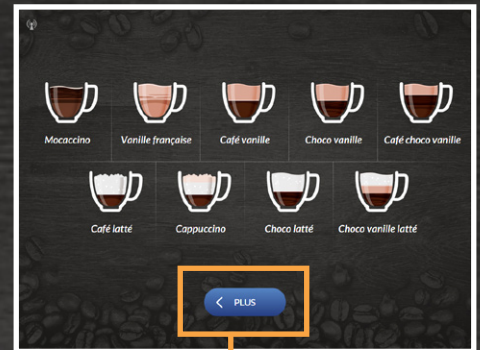 Mocaccino Vanille française Café vanille Choco vanille Café choco vanille
Café latté Cappuccino Choco latté Choco vanille latté
PLUS